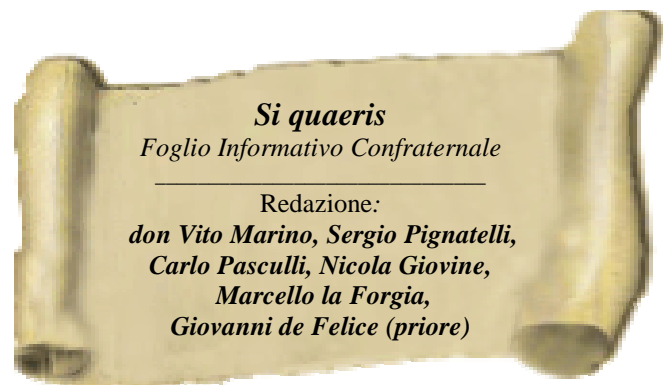 Si quaeris
Foglio Informativo Confraternale
Redazione:
don Vito Marino, Sergio Pignatelli,
Carlo Pasculli, Nicola Giovine,
Marcello la Forgia,
Giovanni de Felice (priore)